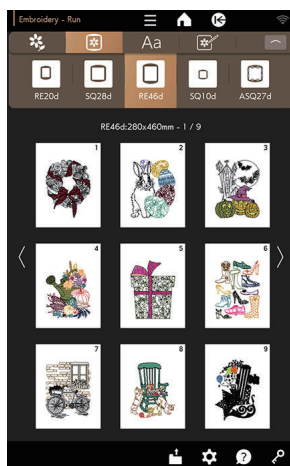 Embroidery - Run
Aa
RE20d SQ28d RE46d SQ10d ASQ27d
RE46d:280x460mm - 1 / 9
1 2 3
4 5 6
7 8 9
?